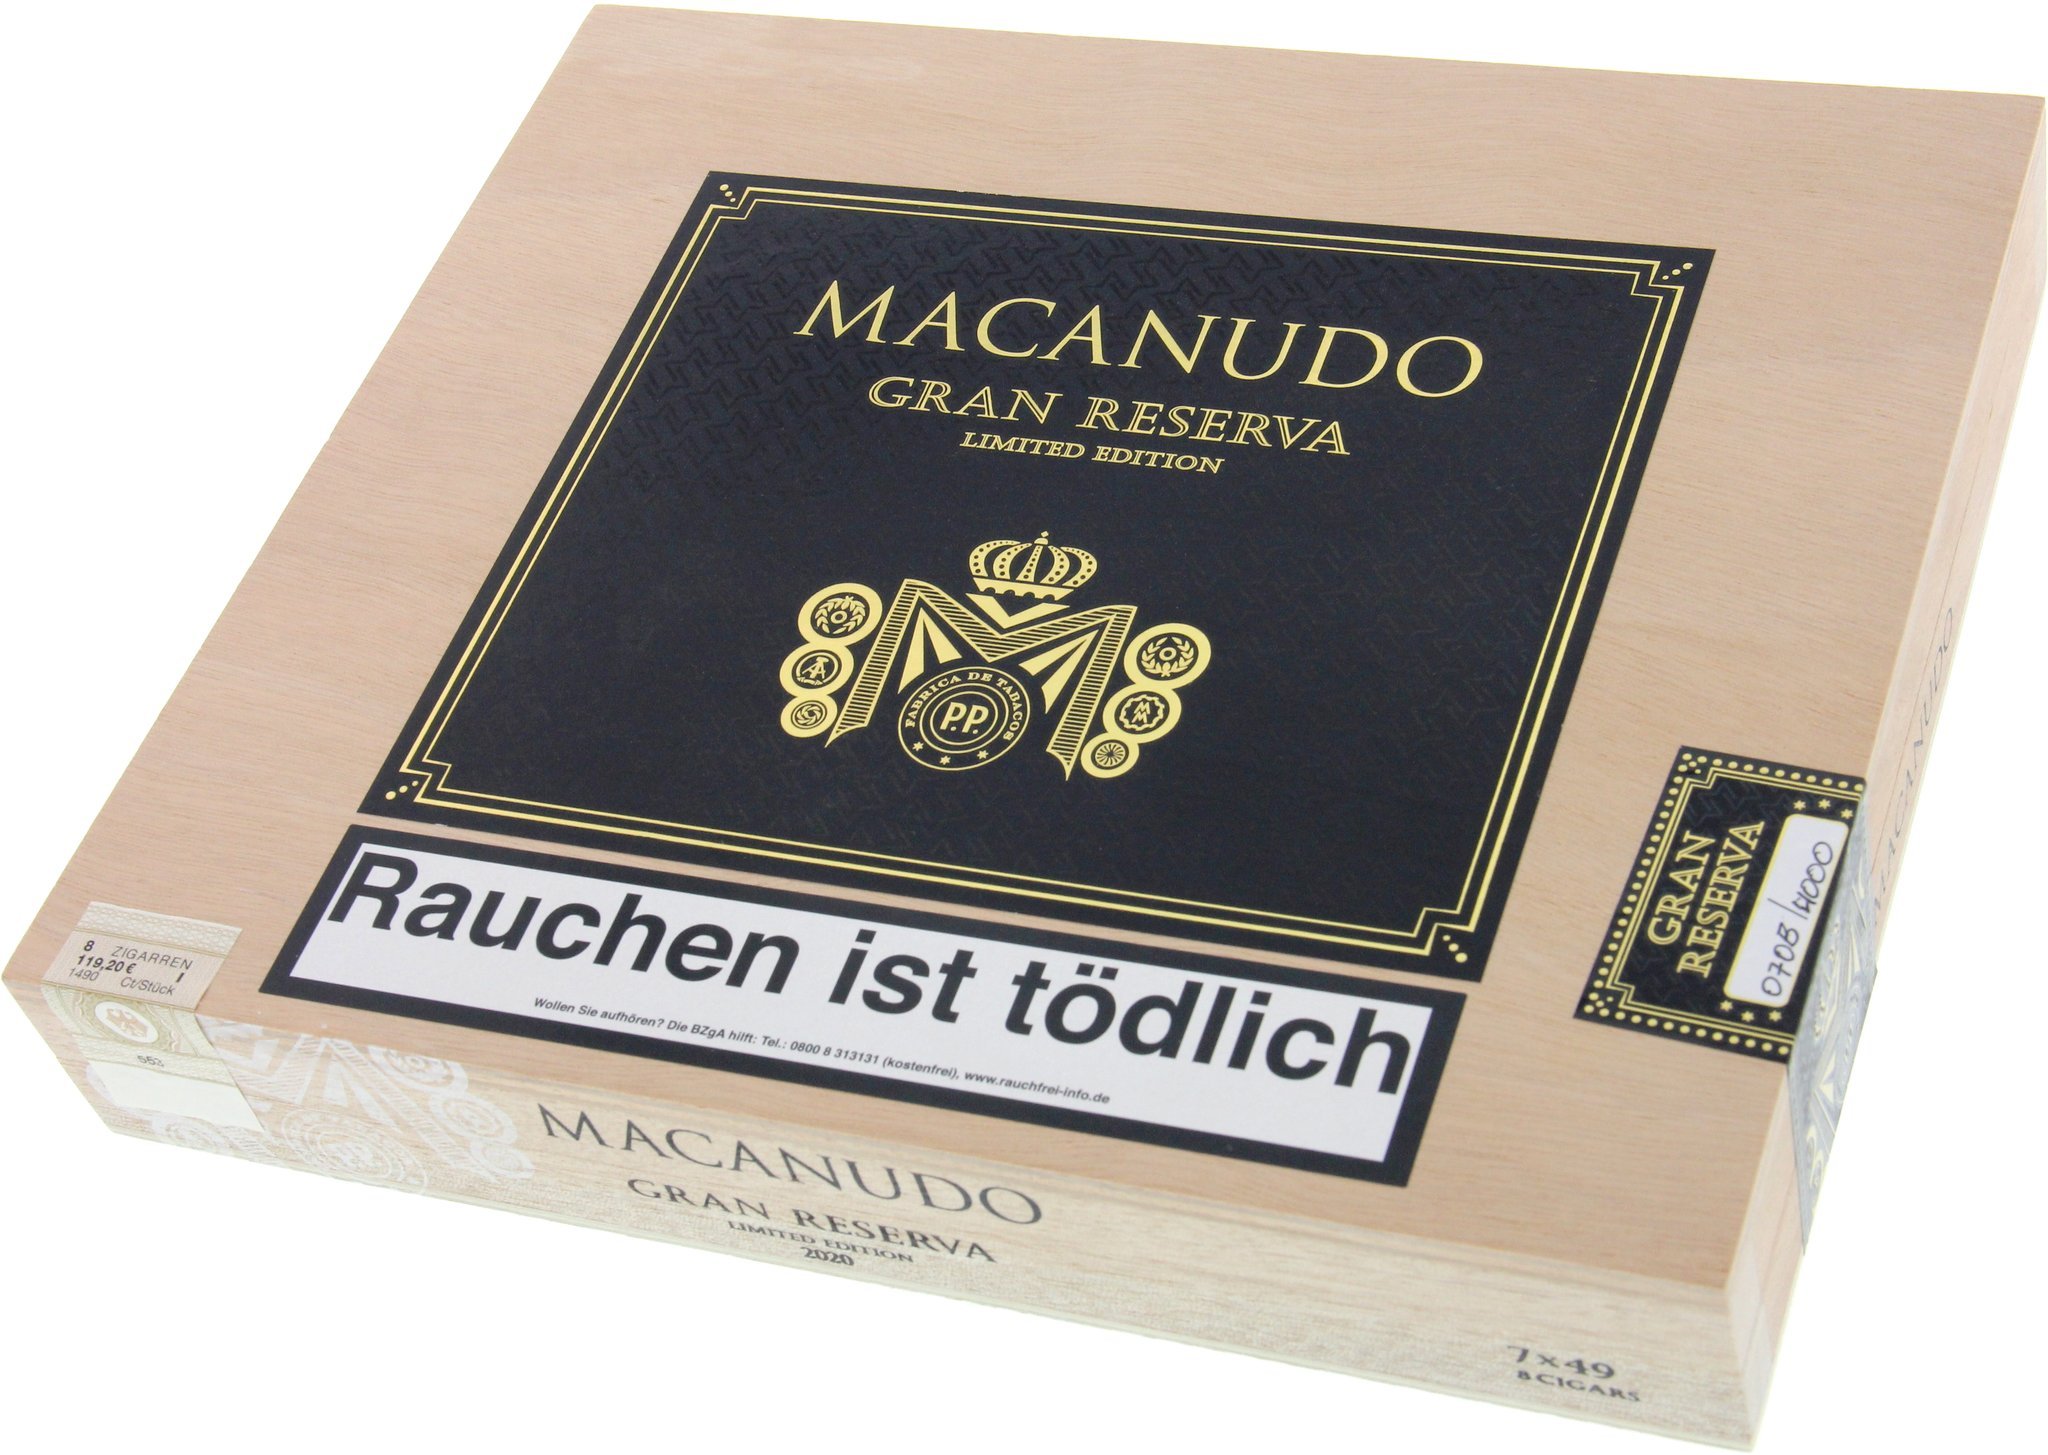 MACANUDO
GRAN RESERVA
LIMITED EDITION
FABRICA DE TABACOS
P.P.
Rauchen ist tödlich
Wollen Sie aufhören? Die BZgA hilft: Tel.: 0800 8 313131 (kostenfrei), www.rauchfrei-info.de
8 ZIGARREN
119,20 € I
1490 Ct/Stück
553
GRAN
RESERVA
0708/4000
MACANUDO
MACANUDO
GRAN RESERVA
LIMITED EDITION
2020
7 x 49
8 CIGARS